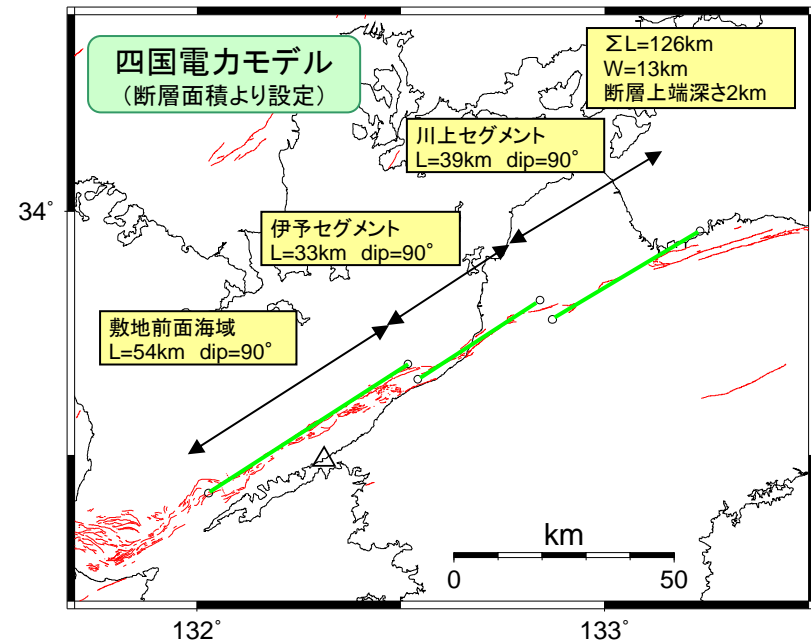 四国電力モデル
（断層面積より設定）
ΣL=126km
W=13km
断層上端深さ2km
川上セグメント
L=39km dip=90°
伊予セグメント
L=33km dip=90°
敷地前面海域
L=54km dip=90°
34˚
km
0 50
132˚ 133˚